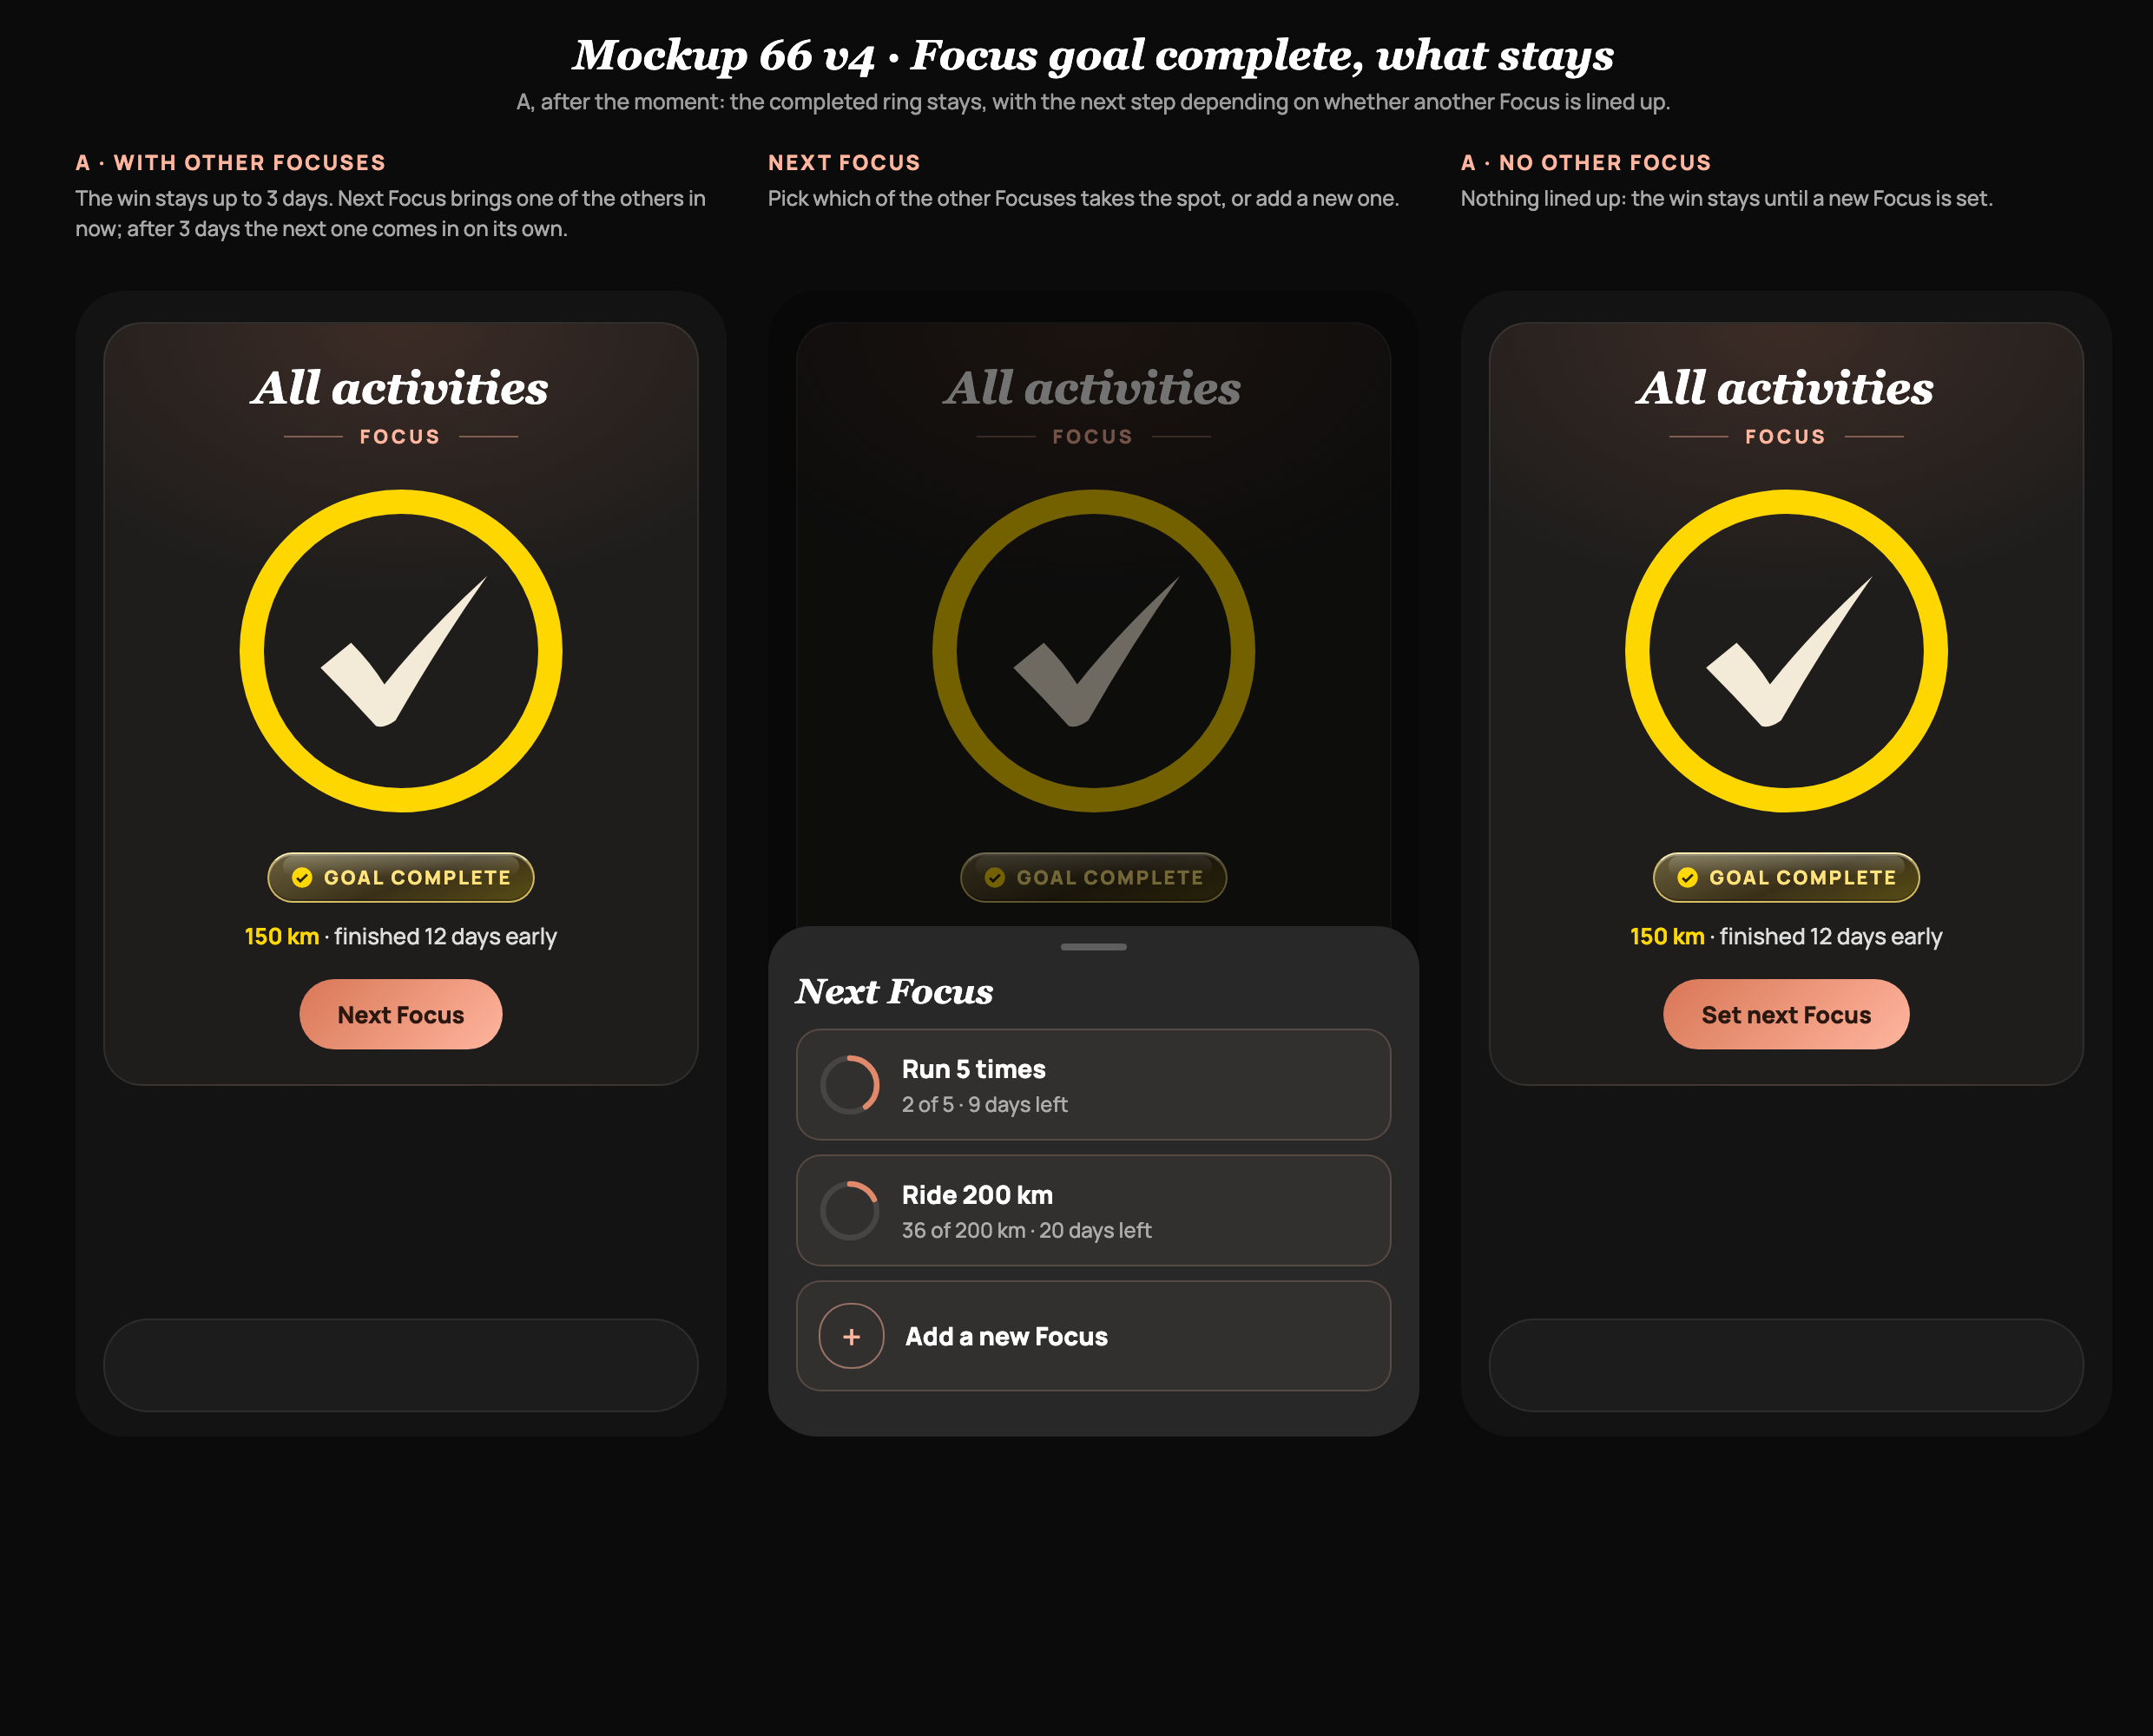 Mockup 66 v4 · Focus goal complete, what stays
A, after the moment: the completed ring stays, with the next step depending on whether another Focus is lined up.
A · WITH OTHER FOCUSES
The win stays up to 3 days. Next Focus brings one of the others in
now; after 3 days the next one comes in on its own.
All activities
FOCUS
GOAL COMPLETE
150 km · finished 12 days early
Next Focus
NEXT FOCUS
Pick which of the other Focuses takes the spot, or add a new one.
All activities
FOCUS
GOAL COMPLETE
Next Focus
Run 5 times
2 of 5 · 9 days left
Ride 200 km
36 of 200 km · 20 days left
+
Add a new Focus
A · NO OTHER FOCUS
Nothing lined up: the win stays until a new Focus is set.
All activities
FOCUS
GOAL COMPLETE
150 km · finished 12 days early
Set next Focus